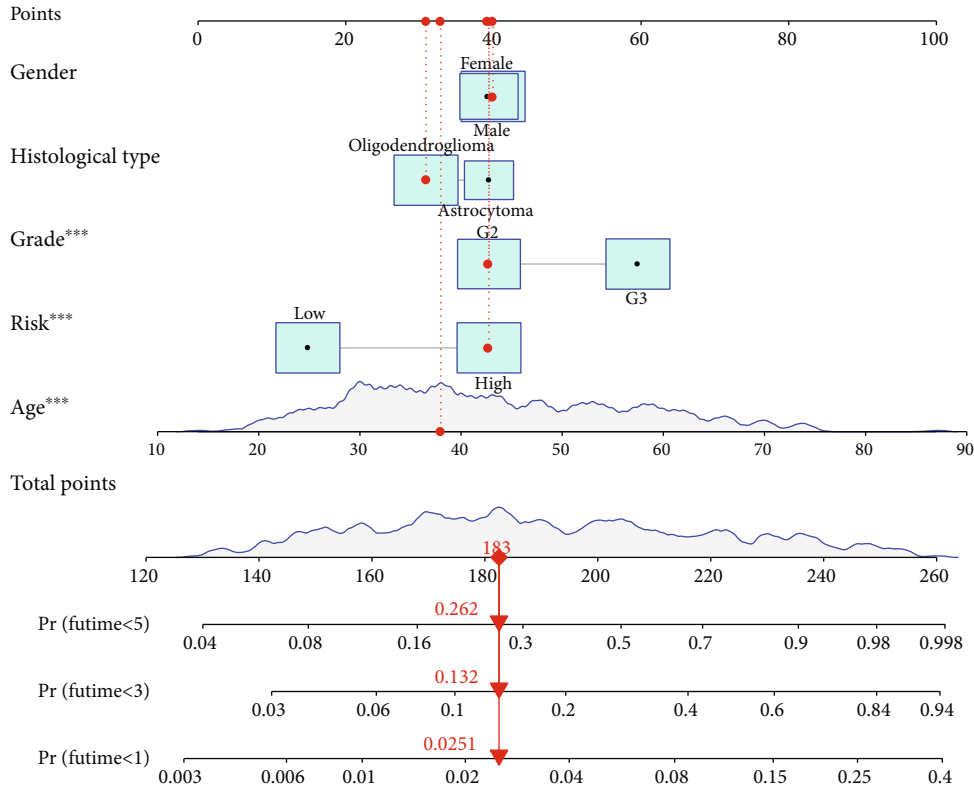 Points
0 20 40 60 80 100
Gender
Female
Male
Histological type
Oligodendroglioma
Astrocytoma
Grade***
G2
G3
Risk***
Low
High
Age***
10 20 30 40 50 60 70 80 90
Total points
183
120 140 160 180 200 220 240 260
0.262
Pr (futime<5)
0.04 0.08 0.16 0.3 0.5 0.7 0.9 0.98 0.998
0.132
Pr (futime<3)
0.03 0.06 0.1 0.2 0.4 0.6 0.84 0.94
0.0251
Pr (futime<1)
0.003 0.006 0.01 0.02 0.04 0.08 0.15 0.25 0.4